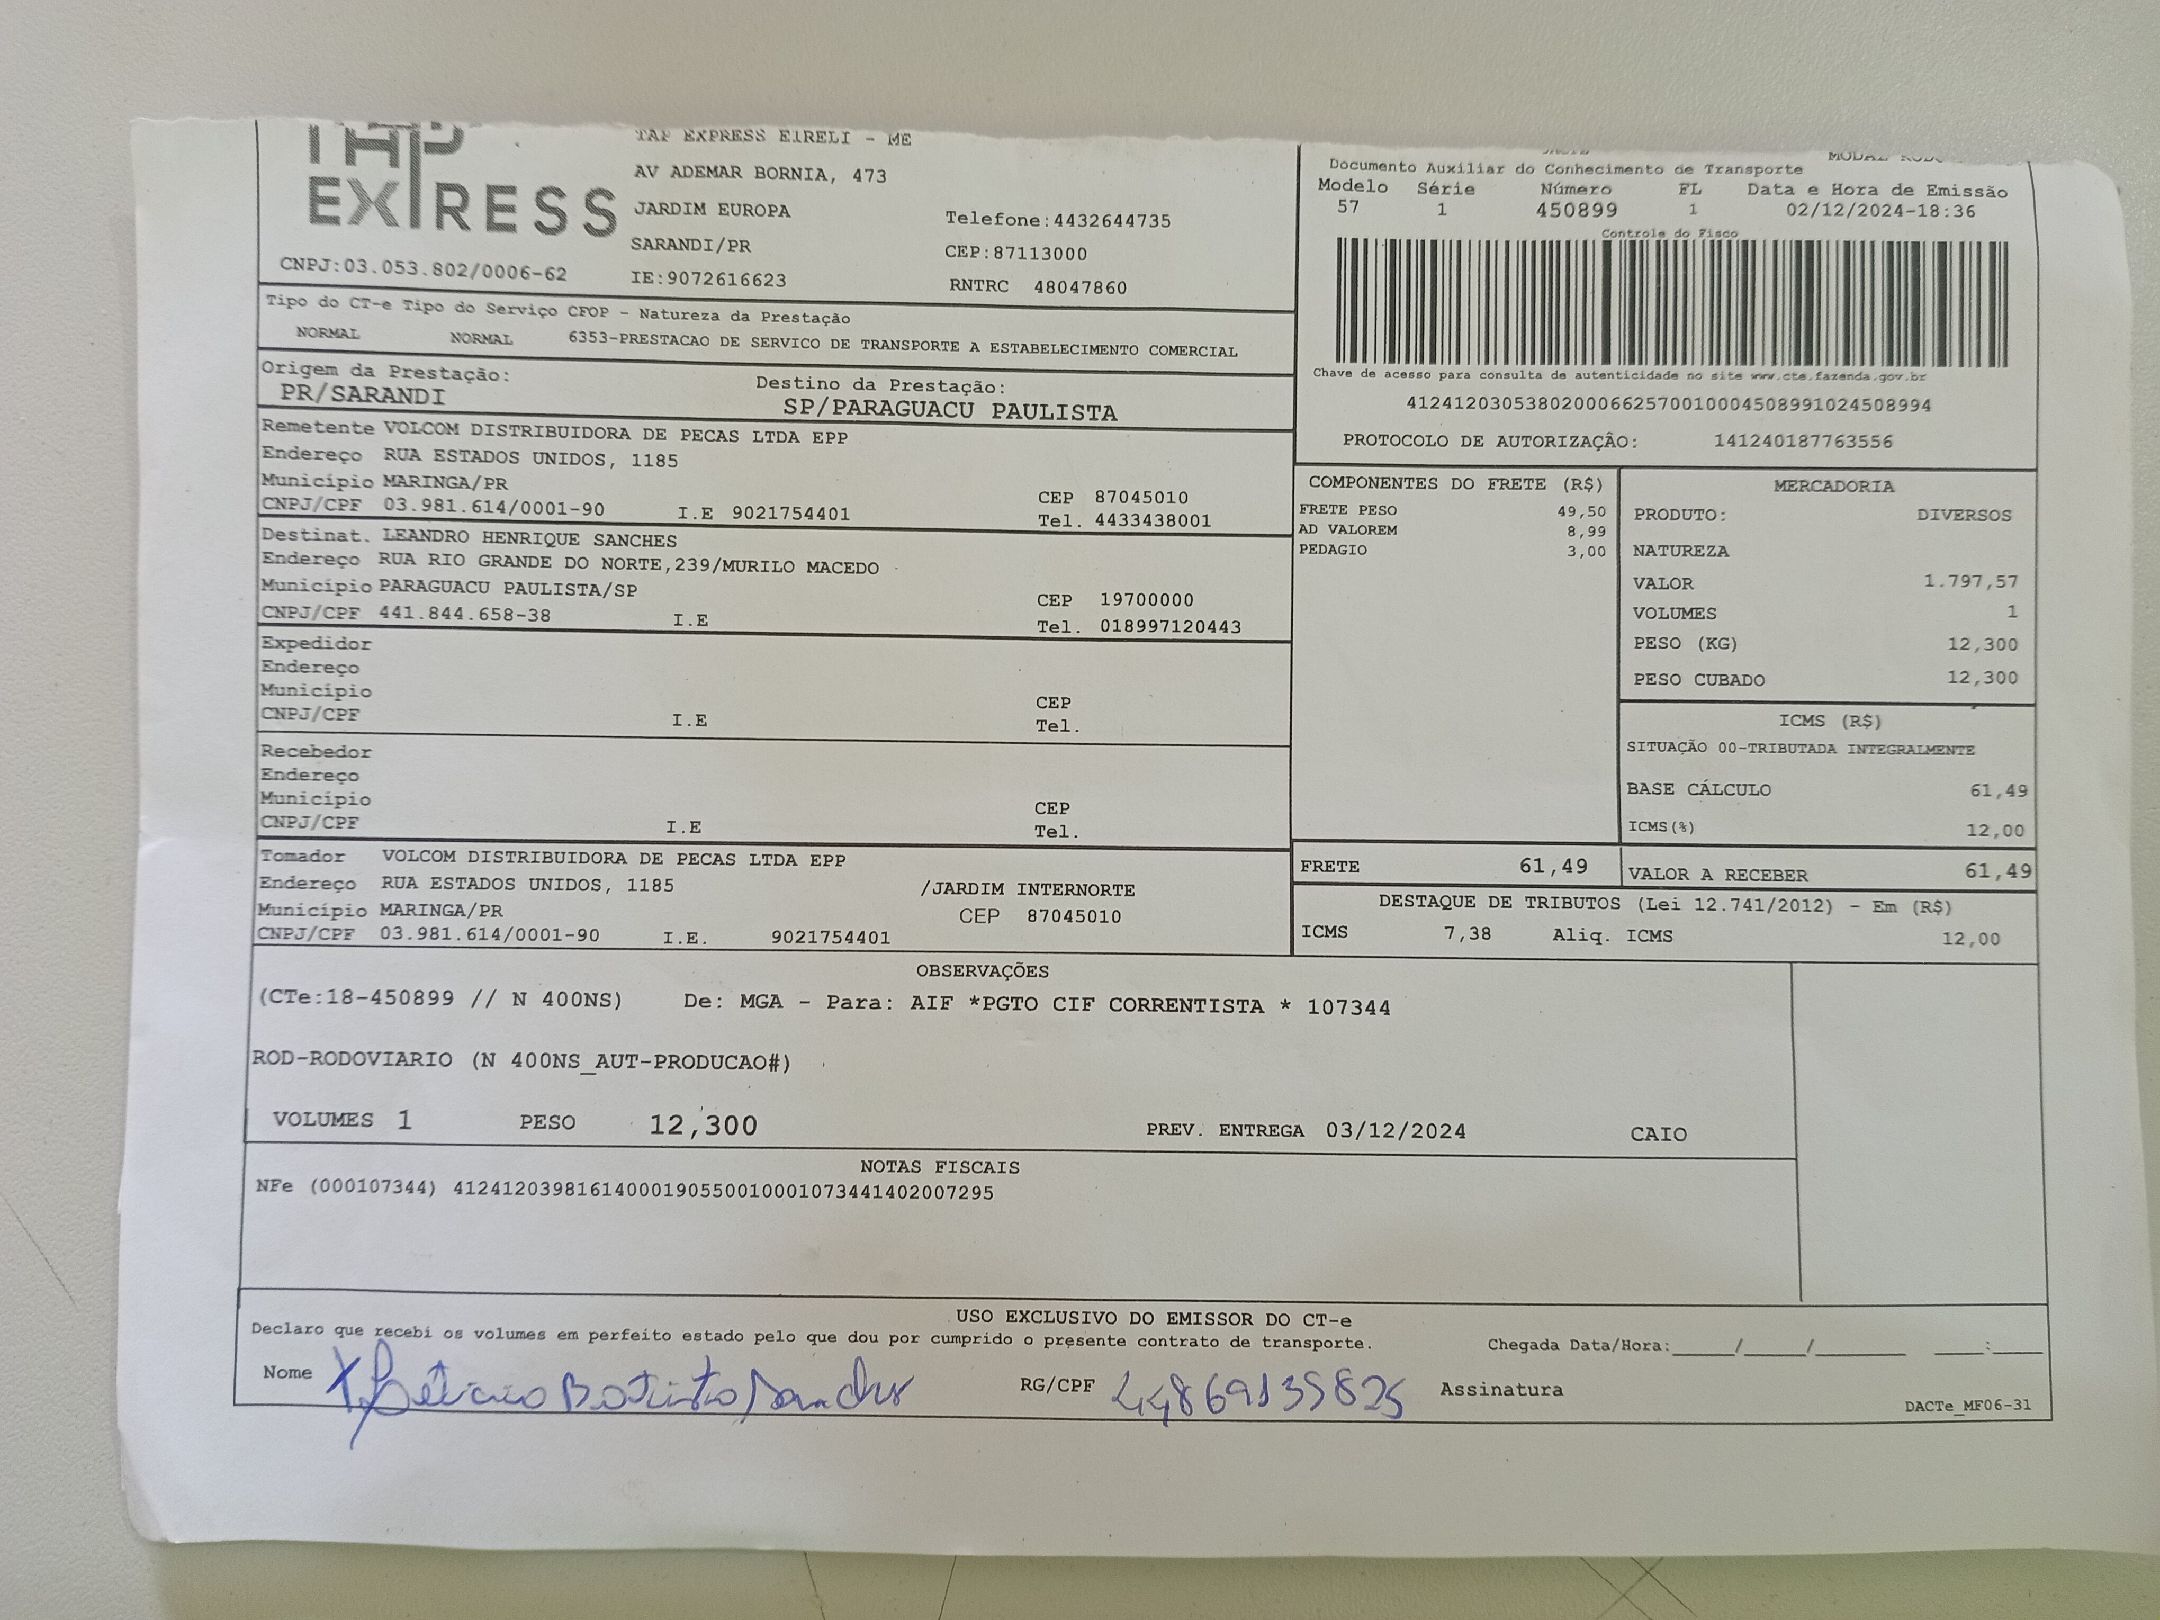 TAP
EXPRESS
TAP EXPRESS EIRELI - ME
AV ADEMAR BORNIA, 473
JARDIM EUROPA
Telefone:4432644735
SARANDI/PR
CEP:87113000
CNPJ:03.053.802/0006-62
IE:9072616623
RNTRC 48047860
Documento Auxiliar do Conhecimento de Transporte
Modelo Série Número FL Data e Hora de Emissão
57 1 450899 1 02/12/2024-18:36
Controle do Fisco
Chave de acesso para consulta de autenticidade no site www.cte.fazenda.gov.br
41241203053802000662570010004508991024508994
PROTOCOLO DE AUTORIZAÇÃO: 141240187763556
Tipo do CT-e Tipo do Serviço CFOP - Natureza da Prestação
NORMAL NORMAL 6353-PRESTACAO DE SERVICO DE TRANSPORTE A ESTABELECIMENTO COMERCIAL
Origem da Prestação: Destino da Prestação:
PR/SARANDI SP/PARAGUACU PAULISTA
Remetente VOLCOM DISTRIBUIDORA DE PECAS LTDA EPP
Endereço RUA ESTADOS UNIDOS, 1185
Município MARINGA/PR CEP 87045010
CNPJ/CPF 03.981.614/0001-90 I.E 9021754401 Tel. 4433438001
Destinat. LEANDRO HENRIQUE SANCHES
Endereço RUA RIO GRANDE DO NORTE,239/MURILO MACEDO
Município PARAGUACU PAULISTA/SP CEP 19700000
CNPJ/CPF 441.844.658-38 I.E Tel. 018997120443
Expedidor
Endereço
Município CEP
CNPJ/CPF I.E Tel.
Recebedor
Endereço
Município CEP
CNPJ/CPF I.E Tel.
Tomador VOLCOM DISTRIBUIDORA DE PECAS LTDA EPP
Endereço RUA ESTADOS UNIDOS, 1185 /JARDIM INTERNORTE
Município MARINGA/PR CEP 87045010
CNPJ/CPF 03.981.614/0001-90 I.E. 9021754401
COMPONENTES DO FRETE (R$)
FRETE PESO 49,50
AD VALOREM 8,99
PEDAGIO 3,00
MERCADORIA
PRODUTO: DIVERSOS
NATUREZA
VALOR 1.797,57
VOLUMES 1
PESO (KG) 12,300
PESO CUBADO 12,300
ICMS (R$)
SITUAÇÃO 00-TRIBUTADA INTEGRALMENTE
BASE CÁLCULO 61,49
ICMS(%) 12,00
FRETE 61,49 VALOR A RECEBER 61,49
DESTAQUE DE TRIBUTOS (Lei 12.741/2012) - Em (R$)
ICMS 7,38 Aliq. ICMS 12,00
OBSERVAÇÕES
(CTe:18-450899 // N 400NS) De: MGA - Para: AIF *PGTO CIF CORRENTISTA * 107344
ROD-RODOVIARIO (N 400NS_AUT-PRODUCAO#)
VOLUMES 1 PESO 12,300 PREV. ENTREGA 03/12/2024 CAIO
NOTAS FISCAIS
NFe (000107344) 41241203981614000190550010001073441402007295
USO EXCLUSIVO DO EMISSOR DO CT-e
Declaro que recebi os volumes em perfeito estado pelo que dou por cumprido o presente contrato de transporte. Chegada Data/Hora:_____/_____/_______ ____:____
Nome X Batista RG/CPF 44869135825 Assinatura
DACTe_MF06-31